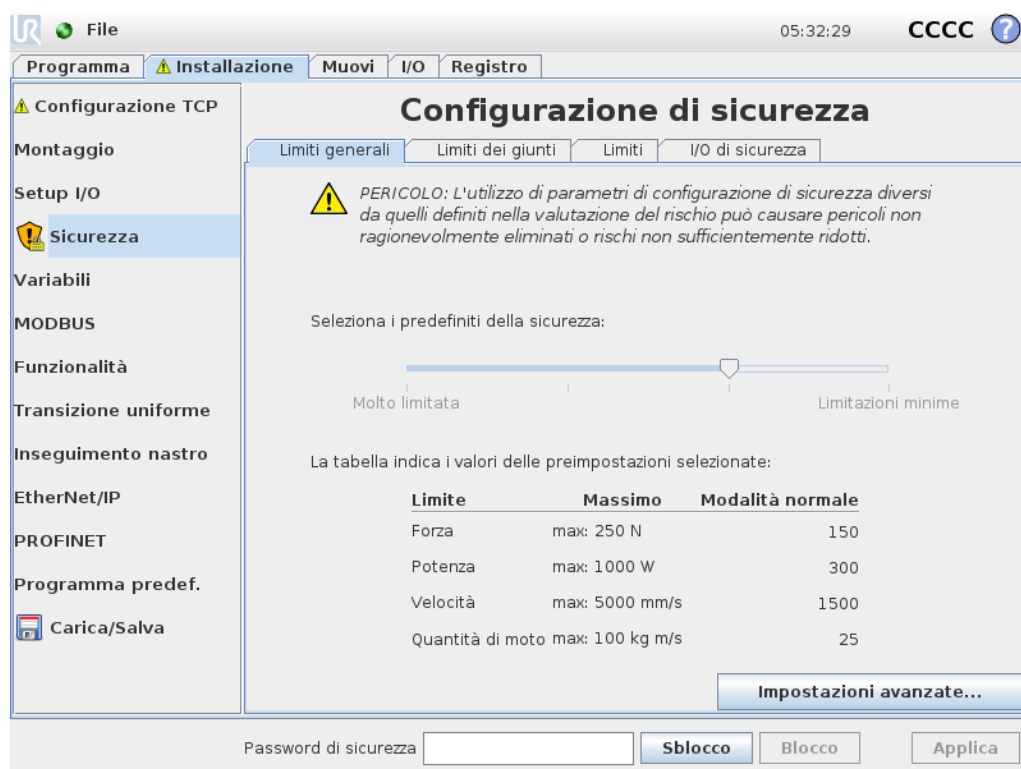 UR File 05:32:29 CCCC ?
Programma Installazione Muovi I/O Registro
Configurazione TCP
Montaggio
Setup I/O
Sicurezza
Variabili
MODBUS
Funzionalità
Transizione uniforme
Inseguimento nastro
EtherNet/IP
PROFINET
Programma predef.
Carica/Salva
Configurazione di sicurezza
Limiti generali Limiti dei giunti Limiti I/O di sicurezza
PERICOLO: L'utilizzo di parametri di configurazione di sicurezza diversi
da quelli definiti nella valutazione del rischio può causare pericoli non
ragionevolmente eliminati o rischi non sufficientemente ridotti.
Seleziona i predefiniti della sicurezza:
Molto limitata Limitazioni minime
La tabella indica i valori delle preimpostazioni selezionate:
Limite Massimo Modalità normale
Forza max: 250 N 150
Potenza max: 1000 W 300
Velocità max: 5000 mm/s 1500
Quantità di moto max: 100 kg m/s 25
Impostazioni avanzate...
Password di sicurezza Sblocco Blocco Applica